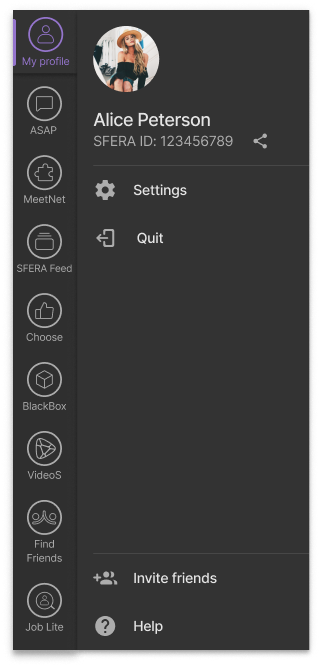 My profile
ASAP
MeetNet
SFERA Feed
Choose
BlackBox
VideoS
Find
Friends
Job Lite
Alice Peterson
SFERA ID: 123456789
Settings
Quit
Invite friends
Help